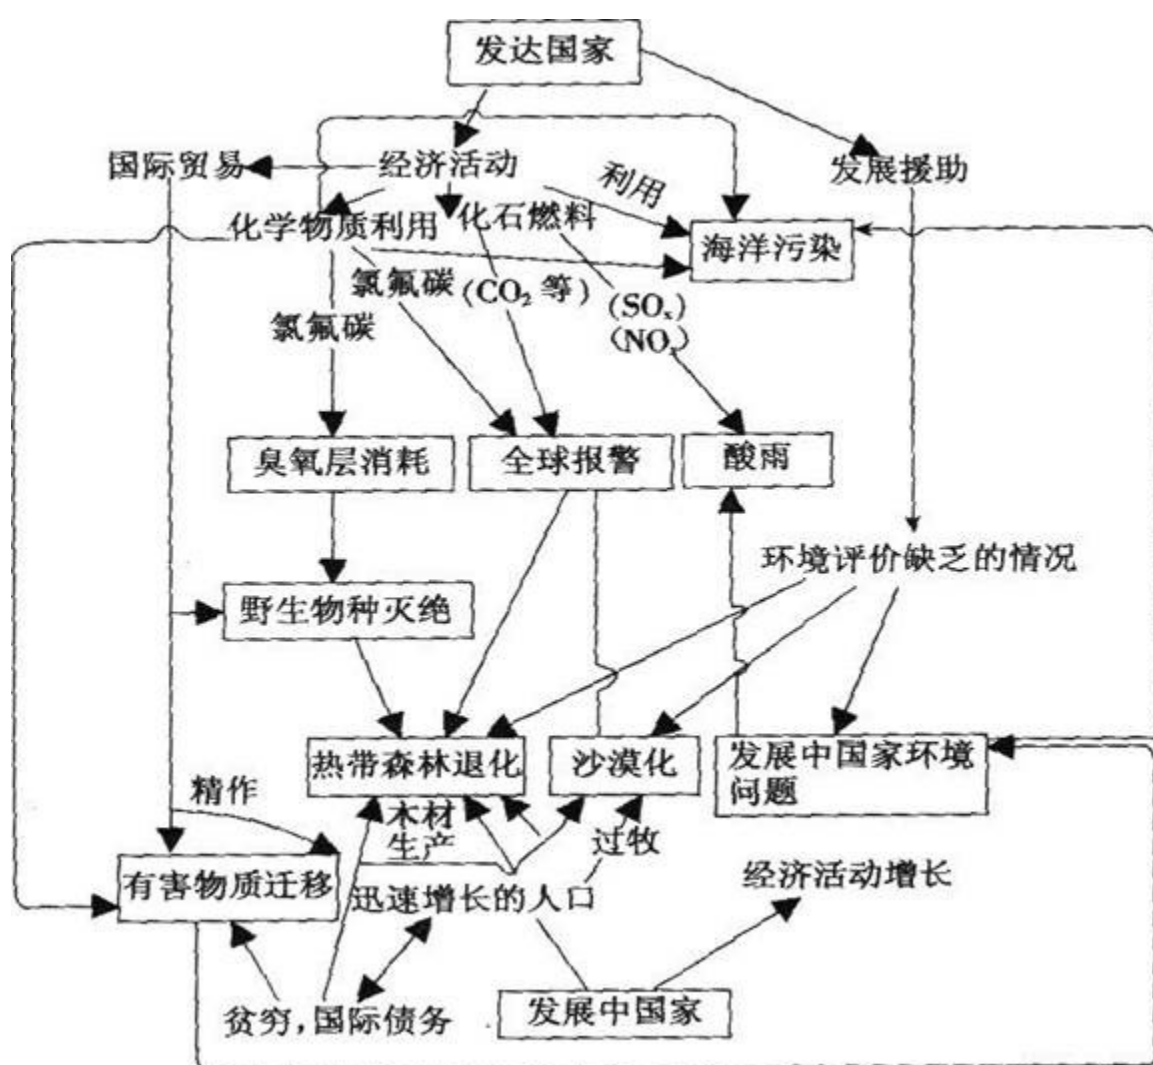 发达国家
国际贸易
经济活动
利用
发展援助
化学物质利用
化石燃料
海洋污染
氯氟碳
(CO₂等)
(SOₓ)
氯氟碳
(NOₓ)
臭氧层消耗
全球报警
酸雨
环境评价缺乏的情况
野生物种灭绝
热带森林退化
沙漠化
发展中国家环境
问题
精作
木材
生产
过牧
有害物质迁移
迅速增长的人口
经济活动增长
贫穷,国际债务
发展中国家